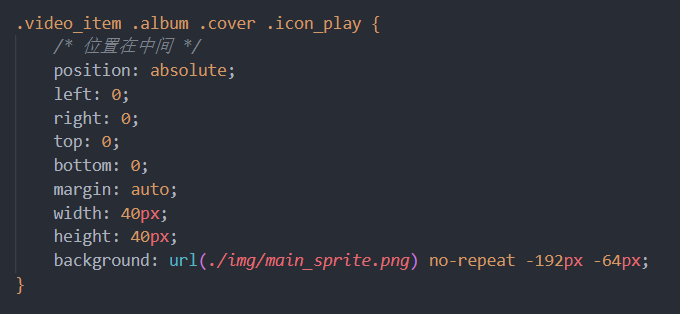 .video_item .album .cover .icon_play {
/* 位置在中间 */
position: absolute;
left: 0;
right: 0;
top: 0;
bottom: 0;
margin: auto;
width: 40px;
height: 40px;
background: url(./img/main_sprite.png) no-repeat -192px -64px;
}